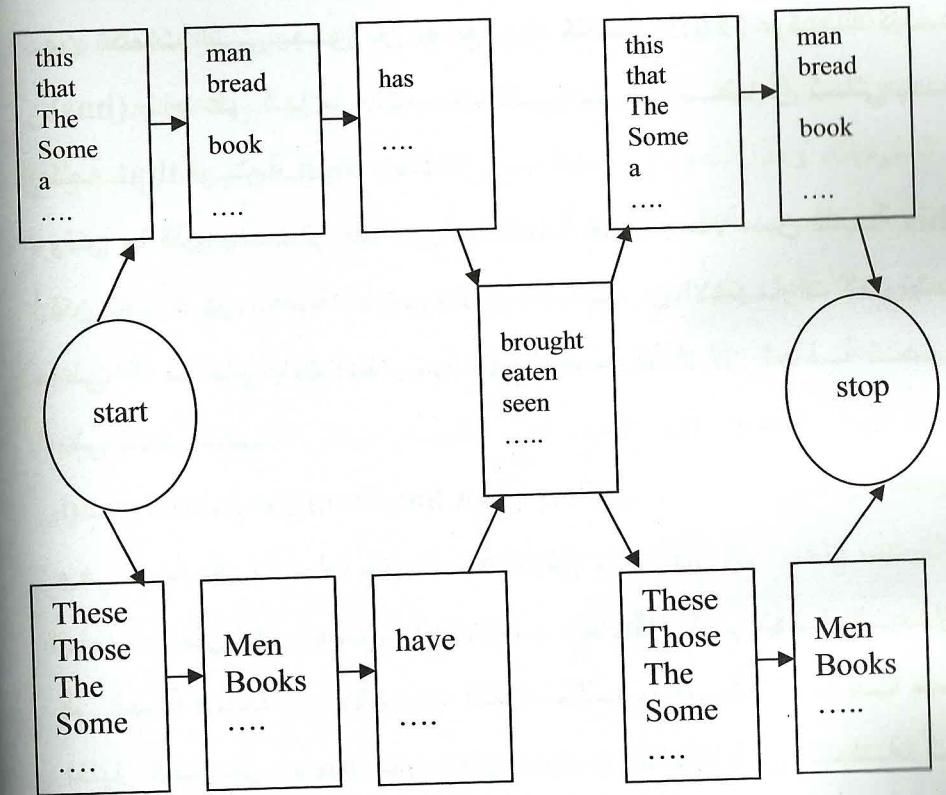 this
that
The
Some
a
....
man
bread
book
....
has
....
this
that
The
Some
a
....
man
bread
book
....
start
brought
eaten
seen
.....
stop
These
Those
The
Some
....
Men
Books
....
have
....
These
Those
The
Some
....
Men
Books
.....